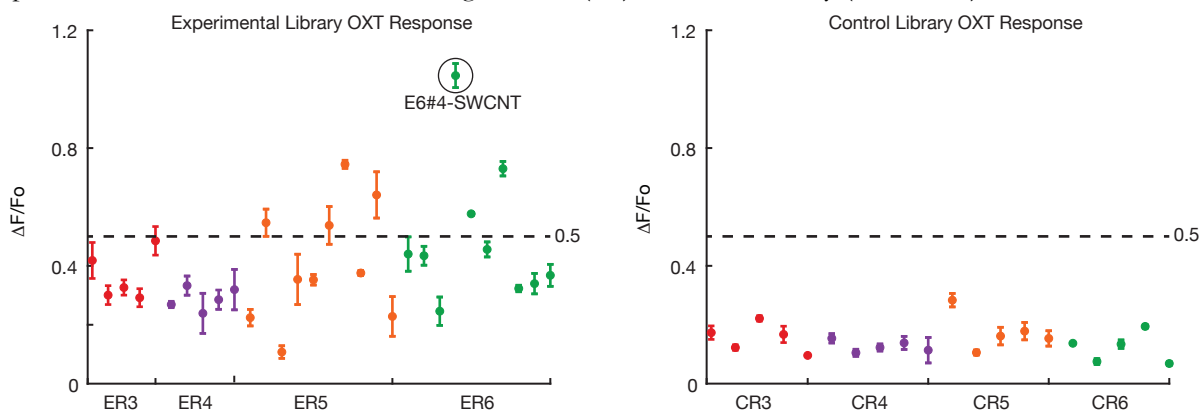 Experimental Library OXT Response
Control Library OXT Response
1.2
E6#4-SWCNT
0.8
ΔF/Fo
0.5
0.4
0
ER3 ER4 ER5 ER6
1.2
0.8
ΔF/Fo
0.5
0.4
0
CR3 CR4 CR5 CR6